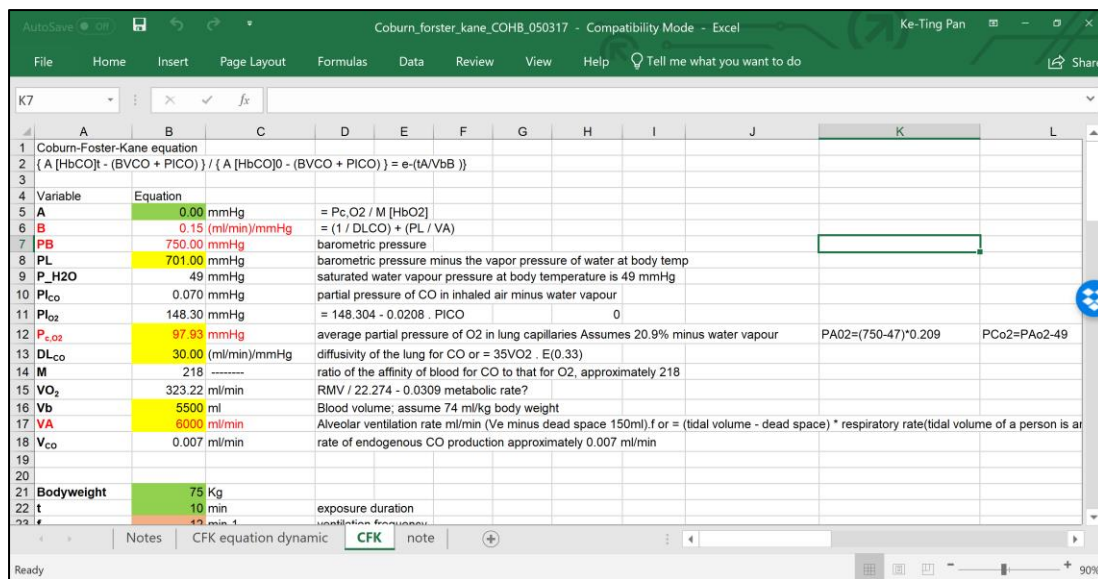 AutoSave Off Coburn_forster_kane_COHB_050317 - Compatibility Mode - Excel Ke-Ting Pan
File Home Insert Page Layout Formulas Data Review View Help Tell me what you want to do Share
K7 fx
A B C D E F G H I J K L
1 Coburn-Foster-Kane equation
2 { A [HbCO]t - (BVCO + PICO) } / { A [HbCO]0 - (BVCO + PICO) } = e-(tA/VbB )}
3
4 Variable Equation
5 A 0.00 mmHg = Pc,O2 / M [HbO2]
6 B 0.15 (ml/min)/mmHg = (1 / DLCO) + (PL / VA)
7 PB 750.00 mmHg barometric pressure
8 PL 701.00 mmHg barometric pressure minus the vapor pressure of water at body temp
9 P_H2O 49 mmHg saturated water vapour pressure at body temperature is 49 mmHg
10 PICO 0.070 mmHg partial pressure of CO in inhaled air minus water vapour
11 PIO2 148.30 mmHg = 148.304 - 0.0208 . PICO 0
12 Pc,O2 97.93 mmHg average partial pressure of O2 in lung capillaries Assumes 20.9% minus water vapour PA02=(750-47)*0.209 PCo2=PAo2-49
13 DLCO 30.00 (ml/min)/mmHg diffusivity of the lung for CO or = 35VO2 . E(0.33)
14 M 218 -------- ratio of the affinity of blood for CO to that for O2, approximately 218
15 VO2 323.22 ml/min RMV / 22.274 - 0.0309 metabolic rate?
16 Vb 5500 ml Blood volume; assume 74 ml/kg body weight
17 VA 6000 ml/min Alveolar ventilation rate ml/min (Ve minus dead space 150ml).f or = (tidal volume - dead space) * respiratory rate(tidal volume of a person is ar
18 VCO 0.007 ml/min rate of endogenous CO production approximately 0.007 ml/min
19
20
21 Bodyweight 75 Kg
22 t 10 min exposure duration
23 f 12 min-1 ventilation frequency
Notes CFK equation dynamic CFK note
Ready 90%